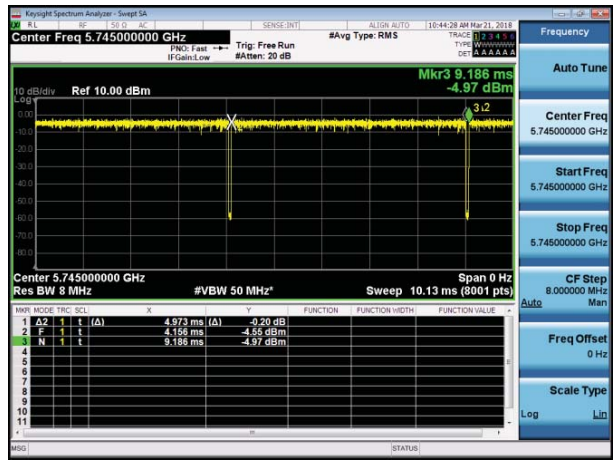 Keysight Spectrum Analyzer - Swept SA
RL RF 50 Ω AC SENSE:INT ALIGN AUTO 10:44:28 AM Mar 21, 2018
Center Freq 5.745000000 GHz #Avg Type: RMS TRACE 1 2 3 4 5 6
PNO: Fast Trig: Free Run TYPE WWWWWW
IFGain:Low #Atten: 20 dB DET A A A A A A
Frequency
Auto Tune
Mkr3 9.186 ms
10 dB/div Ref 10.00 dBm -4.97 dBm
Log
0.00
-10.0
-20.0
-30.0
-40.0
-50.0
-60.0
-70.0
-80.0
Center Freq
5.745000000 GHz
Start Freq
5.745000000 GHz
Stop Freq
5.745000000 GHz
Center 5.745000000 GHz Span 0 Hz
Res BW 8 MHz #VBW 50 MHz* Sweep 10.13 ms (8001 pts)
CF Step
8.000000 MHz
Auto Man
MKR MODE TRC SCL X Y FUNCTION FUNCTION WIDTH FUNCTION VALUE
1 Δ2 1 t (Δ) 4.973 ms (Δ) -0.20 dB
2 F 1 t 4.156 ms -4.55 dBm
3 N 1 t 9.186 ms -4.97 dBm
4
5
6
7
8
9
10
11
Freq Offset
0 Hz
Scale Type
Log Lin
MSG STATUS